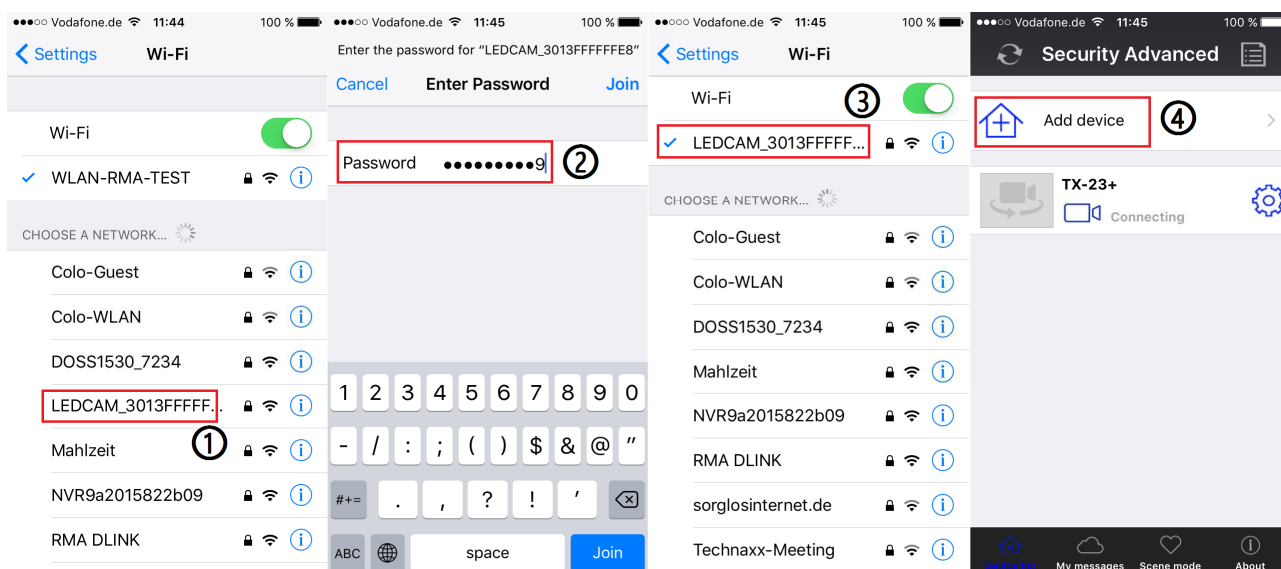 Vodafone.de 11:44 100 %
Settings Wi-Fi
Wi-Fi
WLAN-RMA-TEST
CHOOSE A NETWORK...
Colo-Guest
Colo-WLAN
DOSS1530_7234
LEDCAM_3013FFFFF...
①
Mahlzeit
NVR9a2015822b09
RMA DLINK
Vodafone.de 11:45 100 %
Enter the password for “LEDCAM_3013FFFFFFE8”
Cancel Enter Password Join
Password ●●●●●●●●●9
②
1 2 3 4 5 6 7 8 9 0
- / : ; ( ) $ & @ "
#+= . , ? ! '
ABC space Join
Vodafone.de 11:45 100 %
Settings Wi-Fi
Wi-Fi ③
LEDCAM_3013FFFFF...
CHOOSE A NETWORK...
Colo-Guest
Colo-WLAN
DOSS1530_7234
Mahlzeit
NVR9a2015822b09
RMA DLINK
sorglosinternet.de
Technaxx-Meeting
Vodafone.de 11:45 100 %
Security Advanced
Add device ④
TX-23+
Connecting
My messages Scene mode About